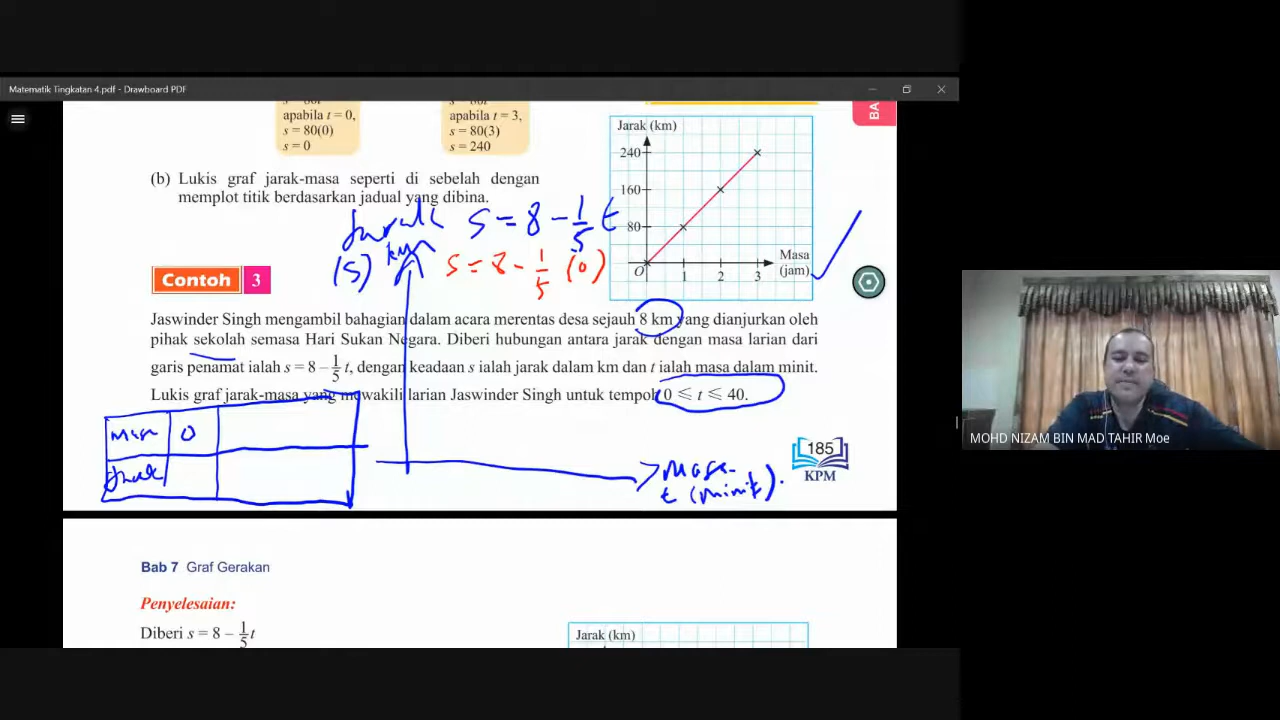 Matematik Tingkatan 4.pdf - Drawboard PDF
apabila t = 0,
s = 80(0)
s = 0
apabila t = 3,
s = 80(3)
s = 240
BA
(b) Lukis graf jarak-masa seperti di sebelah dengan
memplot titik berdasarkan jadual yang dibina.
Jarak (km)
240
160
80
O
1
2
3
Masa
(jam)
Jarak
(s) km
s = 8 - 1/5 t
s = 8 - 1/5 (0)
Contoh 3
Jaswinder Singh mengambil bahagian dalam acara merentas desa sejauh 8 km yang dianjurkan oleh
pihak sekolah semasa Hari Sukan Negara. Diberi hubungan antara jarak dengan masa larian dari
garis penamat ialah s = 8 – 1/5 t, dengan keadaan s ialah jarak dalam km dan t ialah masa dalam minit.
Lukis graf jarak-masa yang mewakili larian Jaswinder Singh untuk tempoh 0 ⩽ t ⩽ 40.
0
Masa
t (minit).
185
KPM
MOHD NIZAM BIN MAD TAHIR Moe
Bab 7 Graf Gerakan
Penyelesaian:
Diberi s = 8 – 1/5 t
Jarak (km)